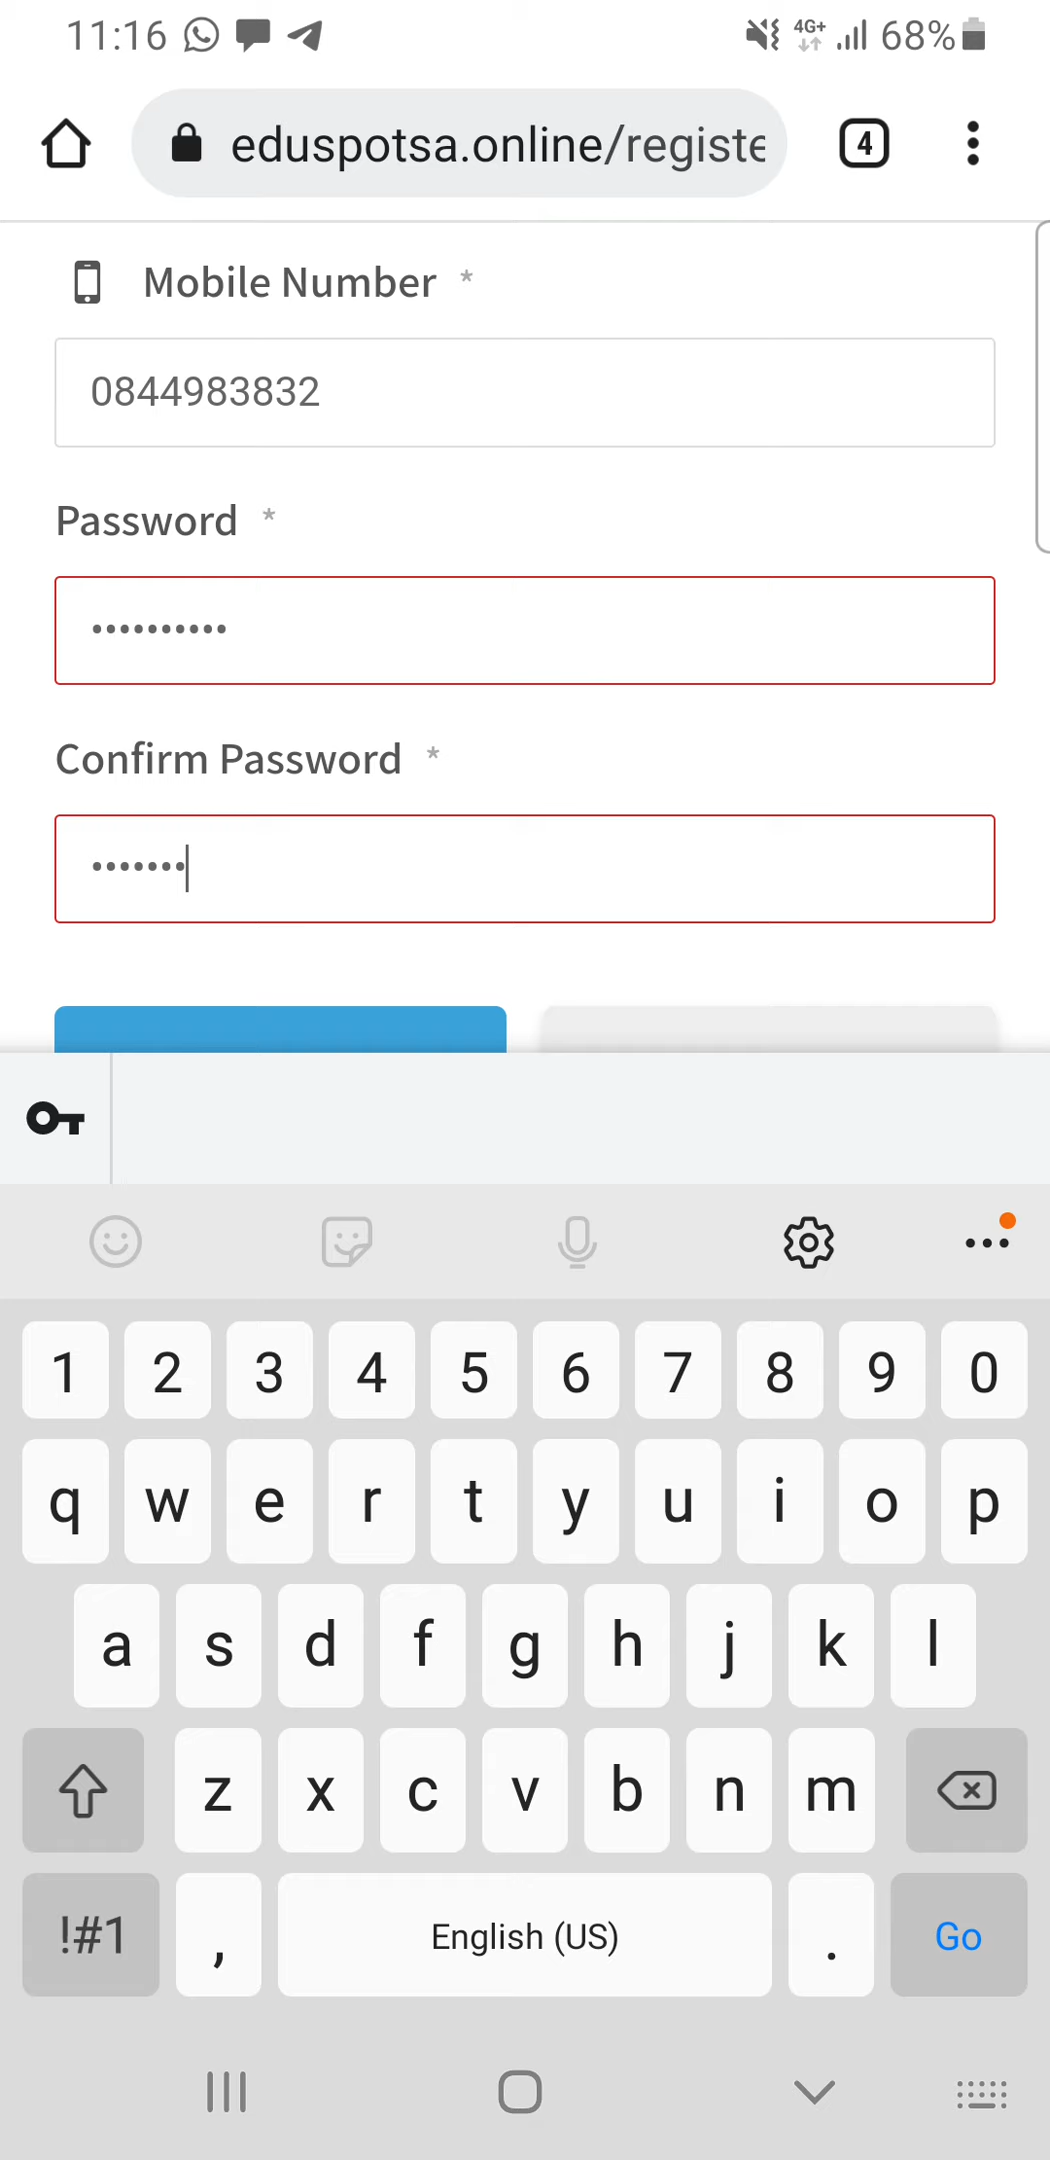 11:16 4G+ 68%
eduspotsa.online/registe 4
Mobile Number *
0844983832
Password *
••••••••••
Confirm Password *
•••••••
1 2 3 4 5 6 7 8 9 0
q w e r t y u i o p
a s d f g h j k l
z x c v b n m
!#1 , English (US) . Go